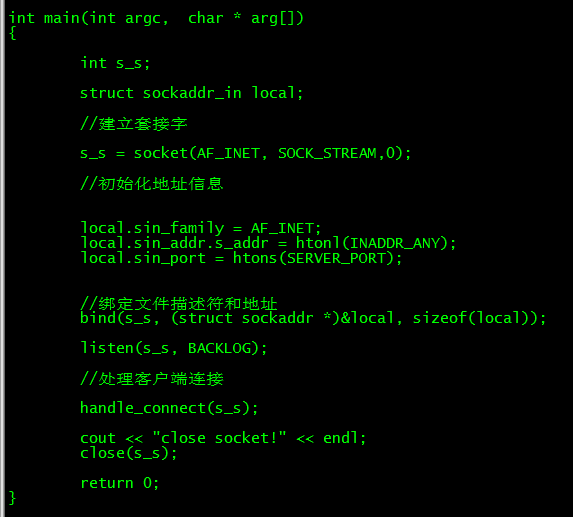 int main(int argc,  char * arg[])
{
        int s_s;
        struct sockaddr_in local;
        //建立套接字
        s_s = socket(AF_INET, SOCK_STREAM,0);
        //初始化地址信息
        local.sin_family = AF_INET;
        local.sin_addr.s_addr = htonl(INADDR_ANY);
        local.sin_port = htons(SERVER_PORT);
        //绑定文件描述符和地址
        bind(s_s, (struct sockaddr *)&local, sizeof(local));
        listen(s_s, BACKLOG);
        //处理客户端连接
        handle_connect(s_s);
        cout << "close socket!" << endl;
        close(s_s);
        return 0;
}